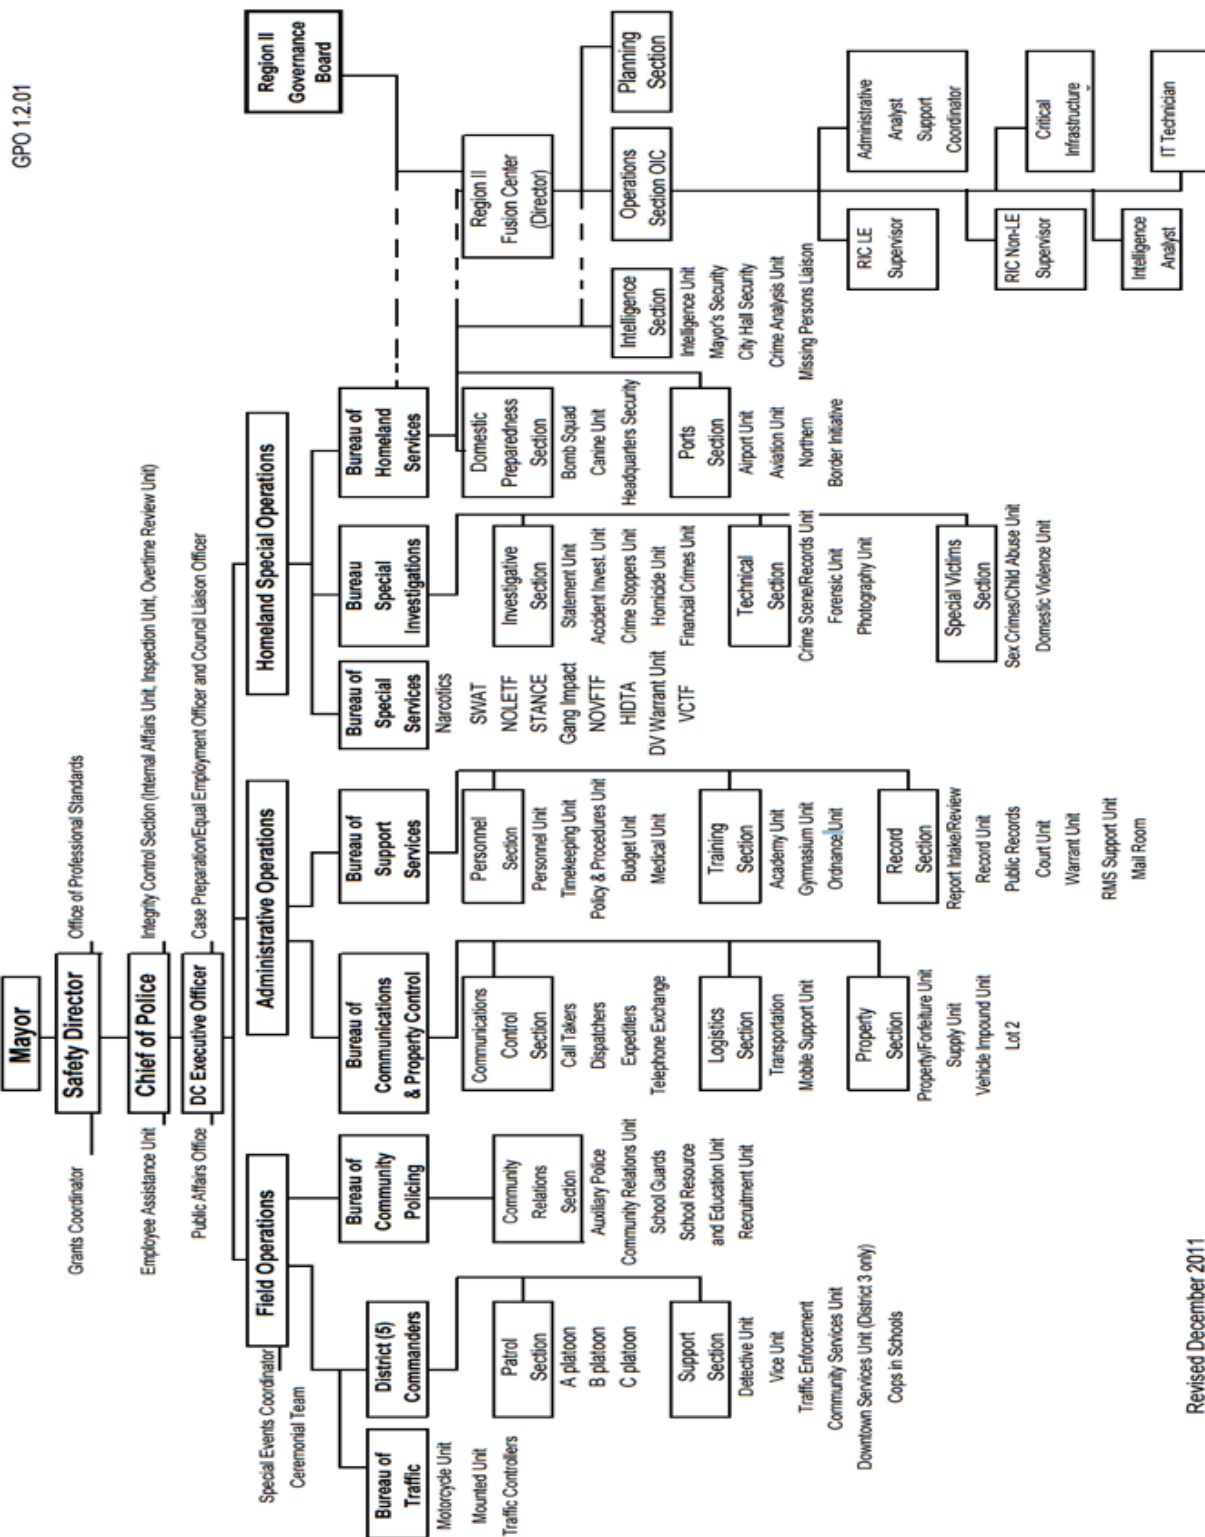 GPO 1.2.01
Mayor
Safety Director
Grants Coordinator
Office of Professional Standards
Chief of Police
Employee Assistance Unit
Integrity Control Section (Internal Affairs Unit, Inspection Unit, Overtime Review Unit)
DC Executive Officer
Public Affairs Office
Case Preparation/Equal Employment Officer and Council Liaison Officer
Field Operations
Special Events Coordinator
Ceremonial Team
Bureau of
Traffic
Motorcycle Unit
Mounted Unit
Traffic Controllers
District (5)
Commanders
Patrol
Section
A platoon
B platoon
C platoon
Support
Section
Detective Unit
Vice Unit
Traffic Enforcement
Community Services Unit
Downtown Services Unit (District 3 only)
Cops in Schools
Bureau of
Community
Policing
Community
Relations
Section
Auxiliary Police
Community Relations Unit
School Guards
School Resource
and Education Unit
Recruitment Unit
Administrative Operations
Bureau of
Communications
& Property Control
Communications
Control
Section
Call Takers
Dispatchers
Expediters
Telephone Exchange
Logistics
Section
Transportation
Mobile Support Unit
Property
Section
Property/Forfeiture Unit
Supply Unit
Vehicle Impound Unit
Lot 2
Bureau of
Support
Services
Personnel
Section
Personnel Unit
Timekeeping Unit
Policy & Procedures Unit
Budget Unit
Medical Unit
Training
Section
Academy Unit
Gymnasium Unit
Ordnance Unit
Record
Section
Report Intake/Review
Record Unit
Public Records
Court Unit
Warrant Unit
RMS Support Unit
Mail Room
Homeland Special Operations
Bureau of
Special
Services
Narcotics
SWAT
NOLETF
STANCE
Gang Impact
NOVFTF
HIDTA
DV Warrant Unit
VCTF
Bureau
Special
Investigations
Investigative
Section
Statement Unit
Accident Invest. Unit
Crime Stoppers Unit
Homicide Unit
Financial Crimes Unit
Technical
Section
Crime Scene/Records Unit
Forensic Unit
Photography Unit
Special Victims
Section
Sex Crimes/Child Abuse Unit
Domestic Violence Unit
Bureau of
Homeland
Services
Domestic
Preparedness
Section
Bomb Squad
Canine Unit
Headquarters Security
Ports
Section
Airport Unit
Aviation Unit
Northern
Border Initiative
Intelligence
Section
Intelligence Unit
Mayor's Security
City Hall Security
Crime Analysis Unit
Missing Persons Liaison
Region II
Governance
Board
Region II
Fusion Center
(Director)
Operations
Section OIC
Planning
Section
RIC LE
Supervisor
Administrative
Analyst
Support
Coordinator
RIC Non-LE
Supervisor
Critical
Infrastructure
Intelligence
Analyst
IT Technician
Revised December 2011